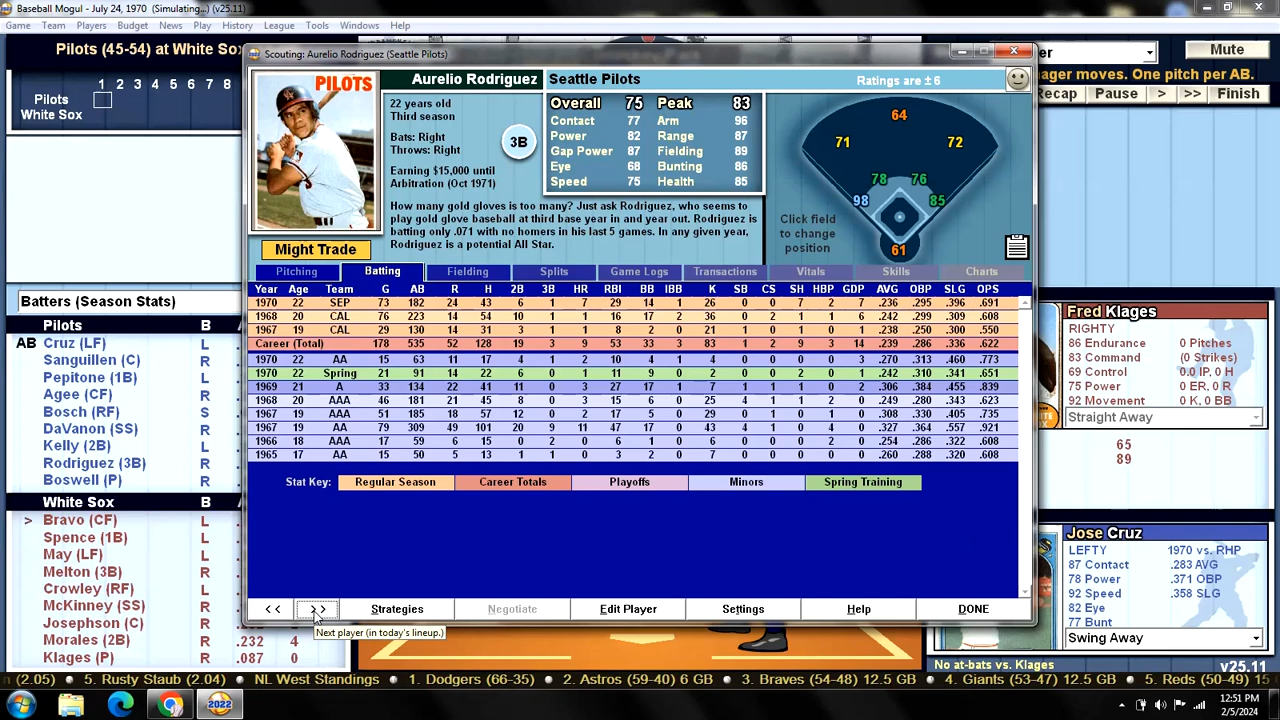 Baseball Mogul - July 24, 1970 (Simulating...) (v25.11)
Game Team Players Budget News Play History League Tools Windows Help
Pilots (45-54) at White So
1 2 3 4 5 6 7 8
Pilots
White Sox
Mute
nager moves. One pitch per AB.
Recap Pause > >> Finish
Scouting: Aurelio Rodriguez (Seattle Pilots)
PILOTS
Aurelio Rodriguez
Seattle Pilots
Ratings are ± 6
22 years old
Third season
Bats: Right
Throws: Right
Earning $15,000 until
Arbitration (Oct 1971)
3B
Overall 75 Peak 83
Contact 77 Arm 96
Power 82 Range 87
Gap Power 87 Fielding 89
Eye 68 Bunting 86
Speed 75 Health 85
How many gold gloves is too many? Just ask Rodriguez, who seems to
play gold glove baseball at third base year in and year out. Rodriguez is
batting only .071 with no homers in his last 5 games. In any given year,
Rodriguez is a potential All Star.
64
71 72
78 76
98 85
61
Click field
to change
position
Might Trade
Pitching Batting Fielding Splits Game Logs Transactions Vitals Skills Charts
Year Age Team G AB R H 2B 3B HR RBI BB IBB K SB CS SH HBP GDP AVG OBP SLG OPS
1970 22 SEP 73 182 24 43 6 1 7 29 14 1 26 0 0 7 2 7 .236 .295 .396 .691
1968 20 CAL 76 223 14 54 10 1 1 16 17 2 36 0 2 1 1 6 .242 .299 .309 .608
1967 19 CAL 29 130 14 31 3 1 1 8 2 0 21 1 0 1 0 1 .238 .250 .300 .550
Career (Total) 178 535 52 128 19 3 9 53 33 3 83 1 2 9 3 14 .239 .286 .336 .622
1970 22 AA 15 63 11 17 4 1 2 10 4 1 4 0 0 0 0 3 .270 .313 .460 .773
1970 22 Spring 21 91 14 22 6 0 1 11 9 0 2 0 0 2 0 1 .242 .310 .341 .651
1969 21 A 33 134 22 41 11 0 3 27 17 1 7 1 1 1 0 2 .306 .384 .455 .839
1968 20 AAA 46 181 21 45 8 0 3 15 6 0 25 4 1 1 2 0 .249 .280 .343 .623
1967 19 AAA 51 185 18 57 12 0 2 17 5 0 29 1 0 0 1 0 .308 .330 .405 .735
1967 19 AA 79 309 49 101 20 9 11 47 17 0 43 4 1 0 4 0 .327 .364 .557 .921
1966 18 AAA 17 59 6 15 0 2 0 6 1 0 6 0 0 0 2 0 .254 .286 .322 .608
1965 17 AA 15 50 5 13 1 1 0 3 2 0 7 0 0 0 0 0 .260 .288 .320 .608
Stat Key: Regular Season Career Totals Playoffs Minors Spring Training
<< >> Strategies Negotiate Edit Player Settings Help DONE
Next player (in today's lineup.)
Batters (Season Stats)
Pilots B
AB Cruz (LF) L
Sanguillen (C) R
Pepitone (1B) L
Agee (CF) R
Bosch (RF) S
DaVanon (SS) R
Kelly (2B) R
Rodriguez (3B) R
Boswell (P) R
White Sox B
> Bravo (CF) L
Spence (1B) L
May (LF) L
Melton (3B) R
Crowley (RF) L
McKinney (SS) R
Josephson (C) R
Morales (2B) R .232 4
Klages (P) R .087 0
Fred Klages
RIGHTY
86 Endurance 0 Pitches
83 Command (0 Strikes)
69 Control 0.0 IP, 0 H
75 Power 0 ER, 0 R
92 Movement 0 K, 0 BB
Straight Away
65
89
Jose Cruz
LEFTY 1970 vs. RHP
87 Contact .283 AVG
78 Power .371 OBP
92 Speed .358 SLG
82 Eye
77 Bunt
Swing Away
No at-bats vs. Klages
v25.11
(2.05) 5. Rusty Staub (2.04) NL West Standings 1. Dodgers (66-35) 2. Astros (59-40) 6 GB 3. Braves (54-48) 12.5 GB 4. Giants (53-47) 12.5 GB 5. Reds (50-49) 15
2022
12:51 PM
2/5/2024